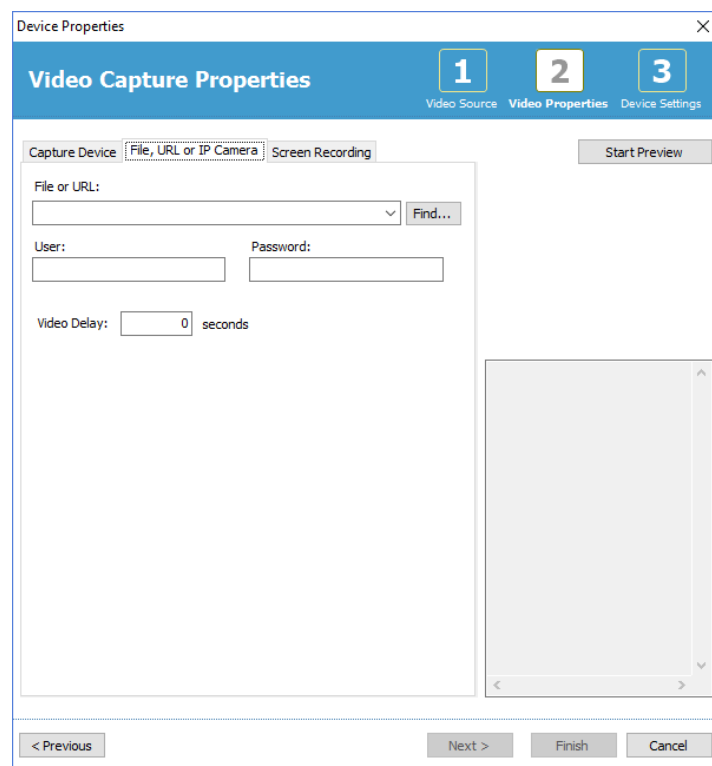 Device Properties
Video Capture Properties
1
Video Source
2
Video Properties
3
Device Settings
Capture Device
File, URL or IP Camera
Screen Recording
Start Preview
File or URL:
Find...
User:
Password:
Video Delay: 0 seconds
< Previous
Next >
Finish
Cancel